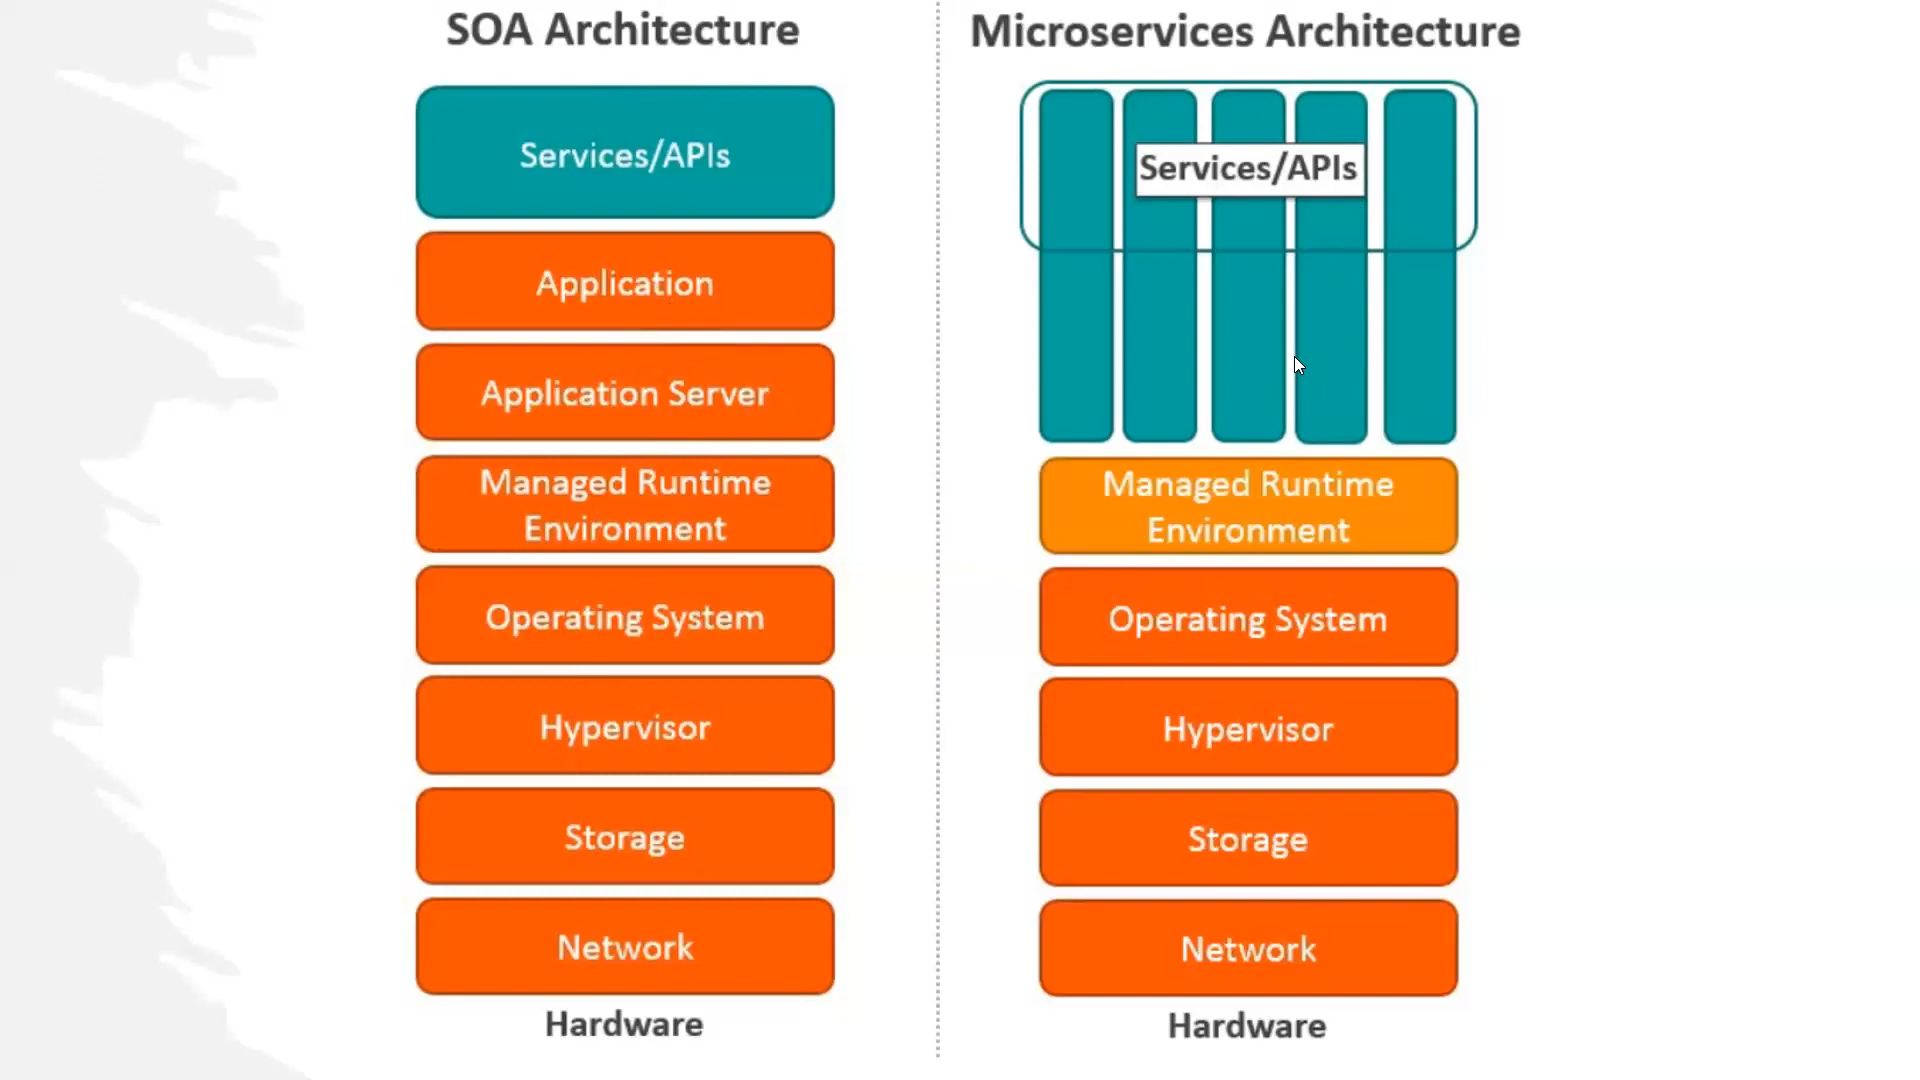 SOA Architecture
Services/APIs
Application
Application Server
Managed Runtime
Environment
Operating System
Hypervisor
Storage
Network
Hardware
Microservices Architecture
Services/APIs
Managed Runtime
Environment
Operating System
Hypervisor
Storage
Network
Hardware